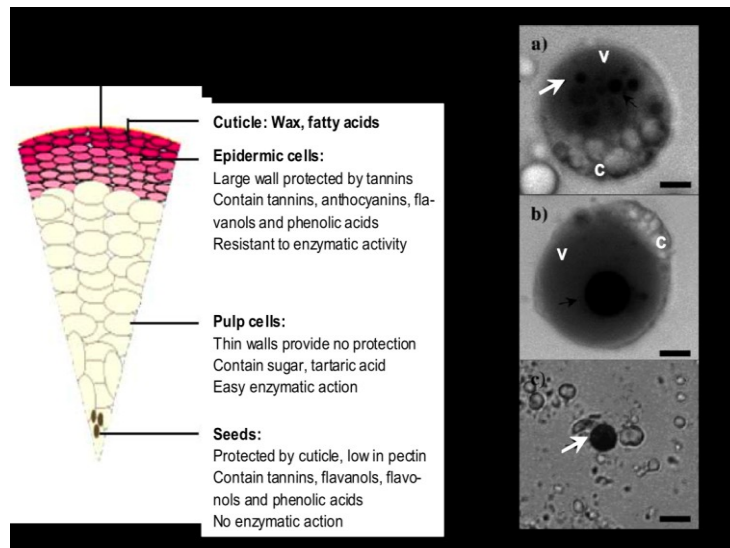 Cuticle: Wax, fatty acids
Epidermic cells:
Large wall protected by tannins
Contain tannins, anthocyanins, fla-
vanols and phenolic acids
Resistant to enzymatic activity
Pulp cells:
Thin walls provide no protection
Contain sugar, tartaric acid
Easy enzymatic action
Seeds:
Protected by cuticle, low in pectin
Contain tannins, flavanols, flavo-
nols and phenolic acids
No enzymatic action
a)
v
c
b)
v
c
c)